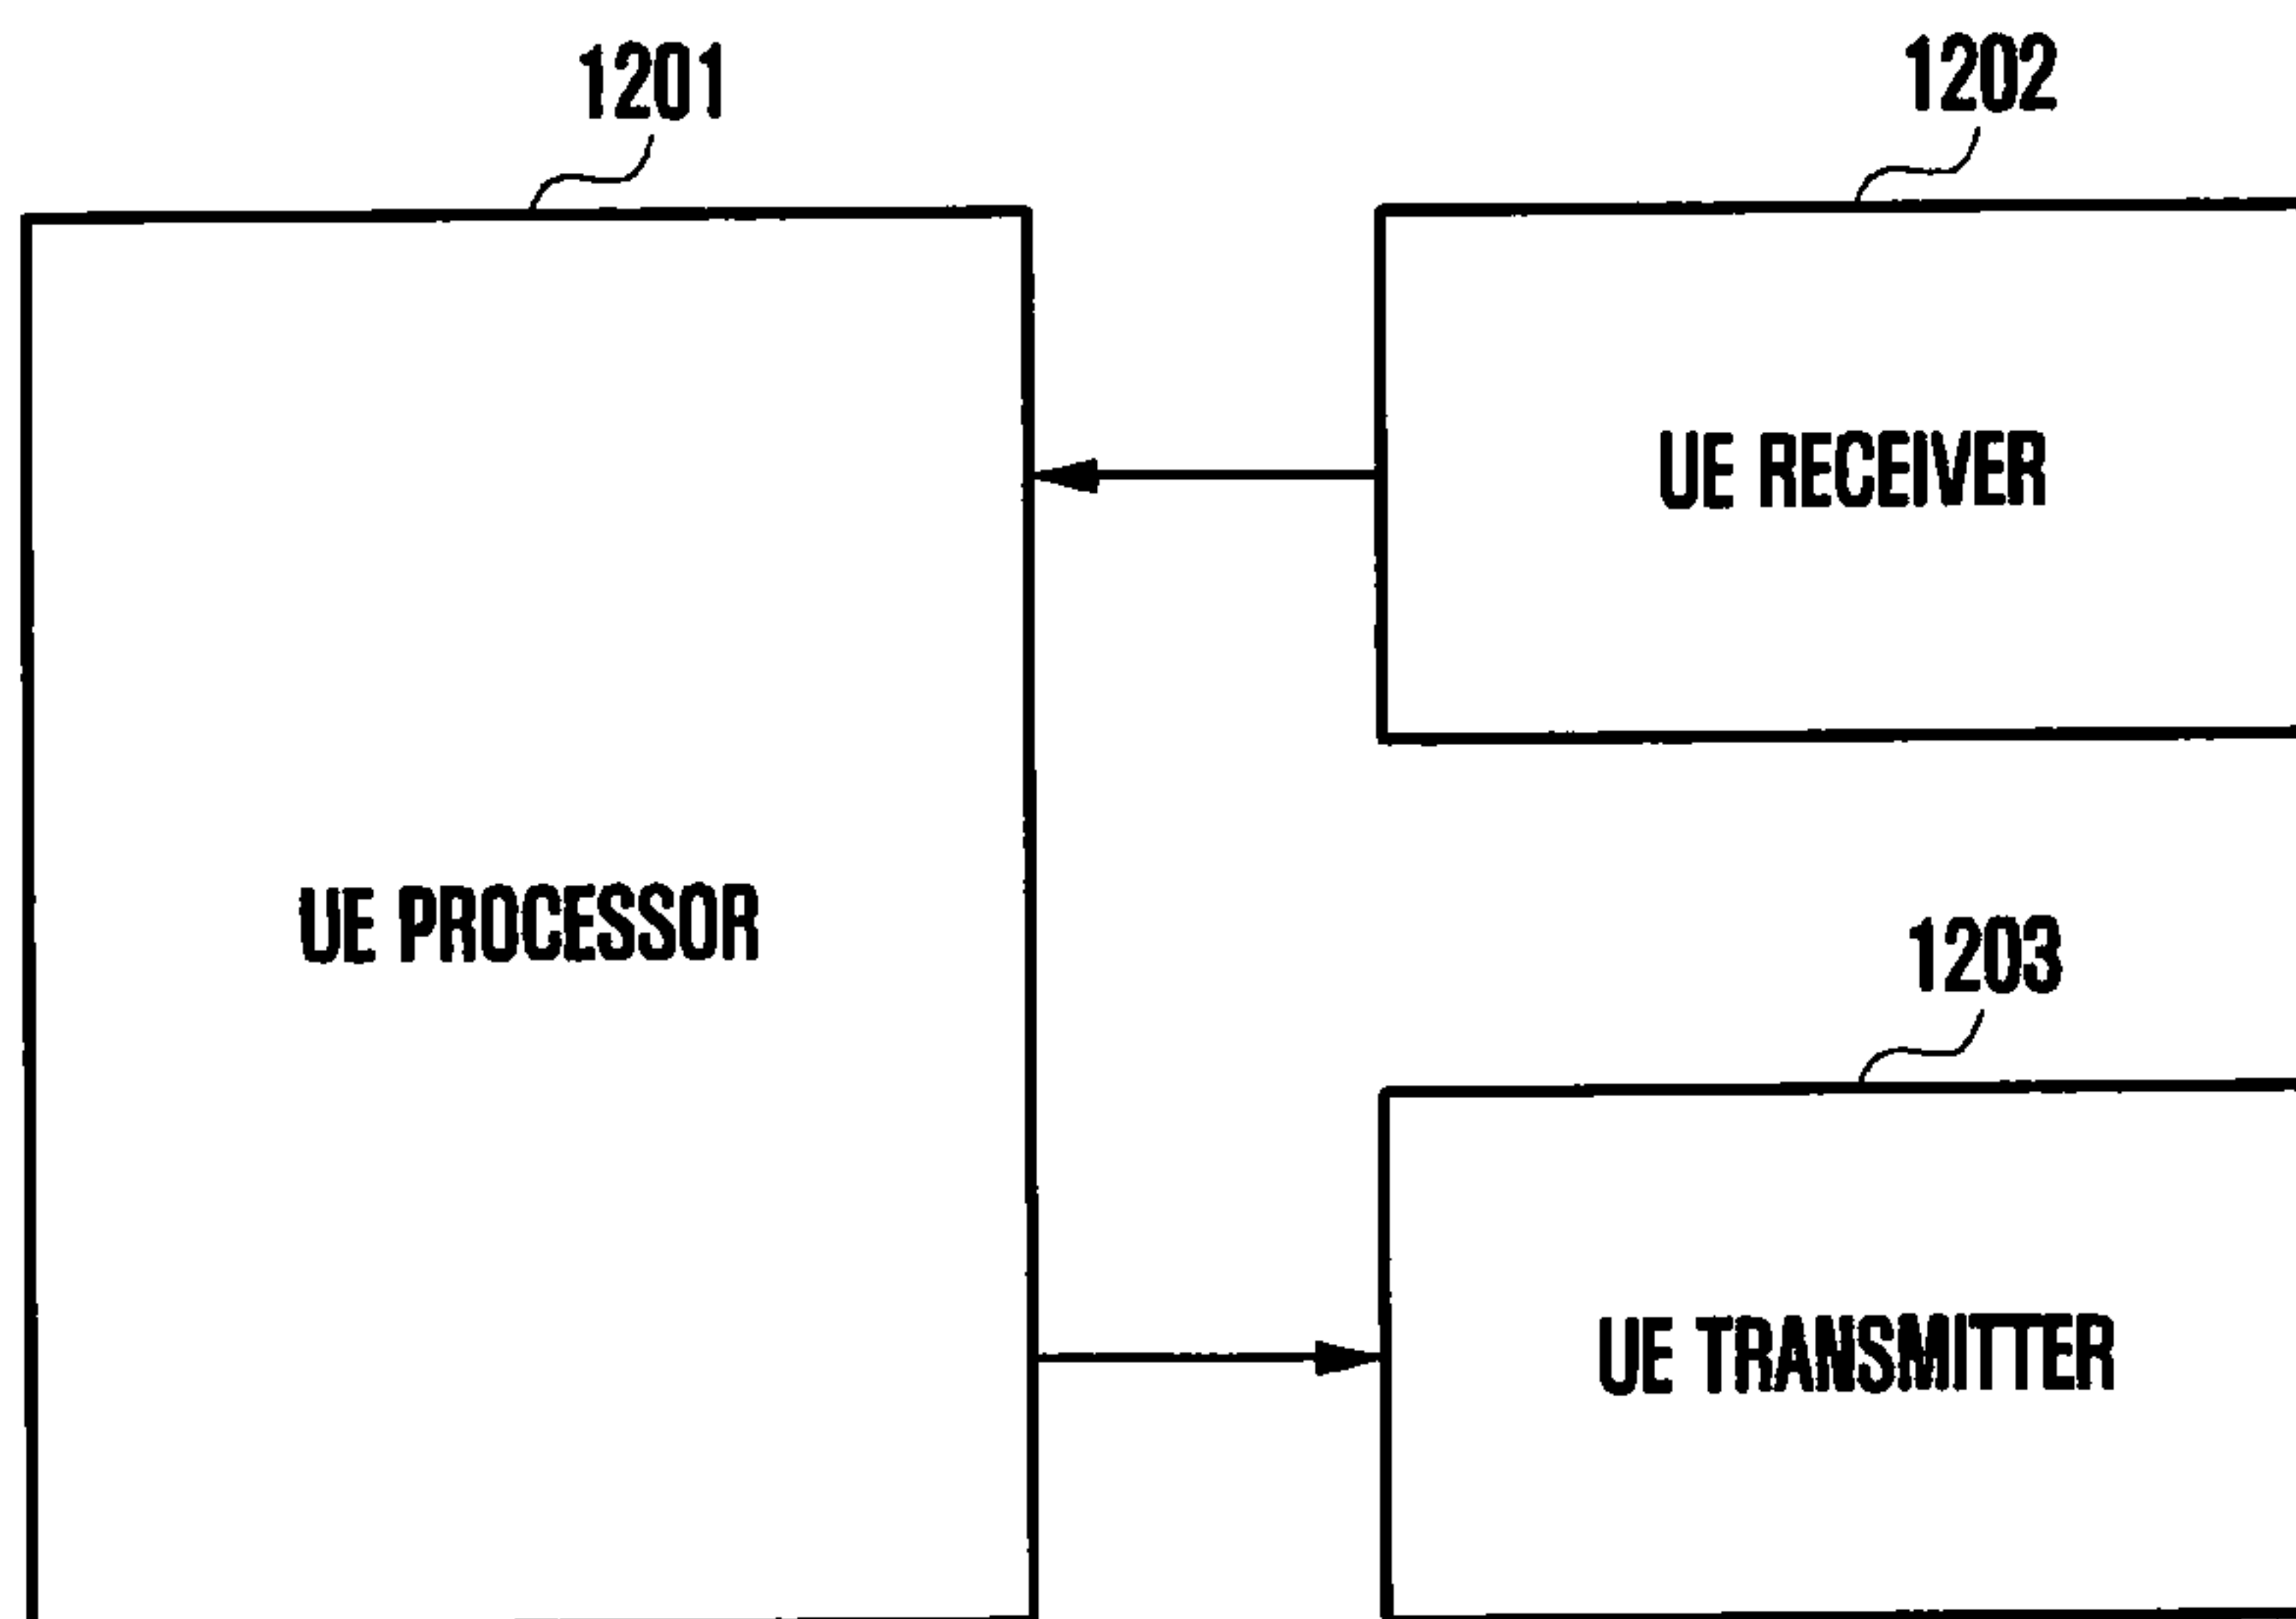 1201
1202
UE RECEIVER
UE PROCESSOR
1203
UE TRANSMITTER